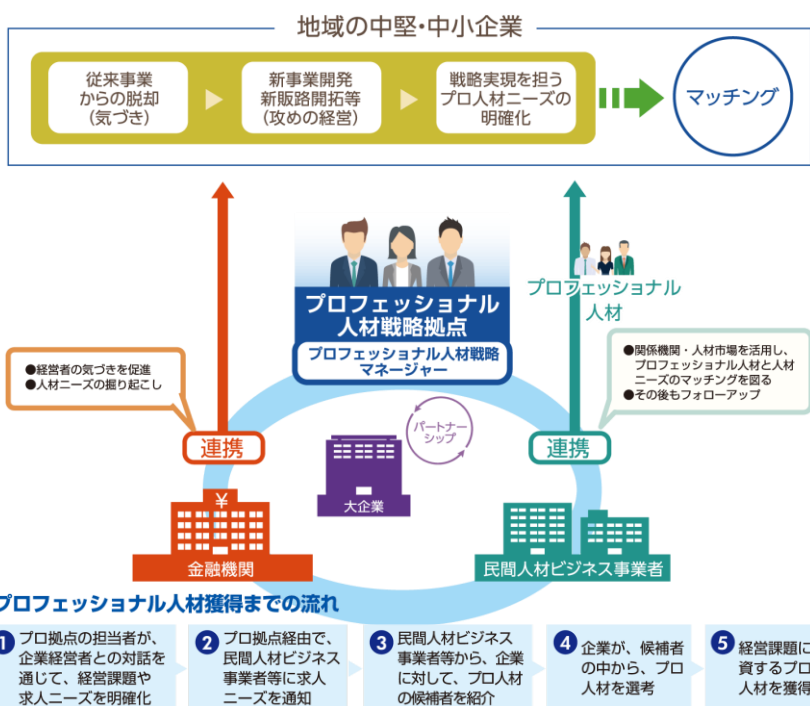 地域の中堅・中小企業
従来事業
からの脱却
(気づき)
新事業開発
新販路開拓等
(攻めの経営)
戦略実現を担う
プロ人材ニーズの
明確化
マッチング
プロフェッショナル
人材戦略拠点
プロフェッショナル人材戦略
マネージャー
プロフェッショナル
人材
●経営者の気づきを促進
●人材ニーズの掘り起こし
●関係機関・人材市場を活用し、
プロフェッショナル人材と人材
ニーズのマッチングを図る
●その後もフォローアップ
連携
パートナー
シップ
連携
大企業
¥
金融機関
民間人材ビジネス事業者
プロフェッショナル人材獲得までの流れ
1 プロ拠点の担当者が、
企業経営者との対話を
通じて、経営課題や
求人ニーズを明確化
2 プロ拠点経由で、
民間人材ビジネス
事業者等に求人
ニーズを通知
3 民間人材ビジネス
事業者等から、企業
に対して、プロ人材
の候補者を紹介
4 企業が、候補者
の中から、プロ
人材を選考
5 経営課題に
資するプロ
人材を獲得